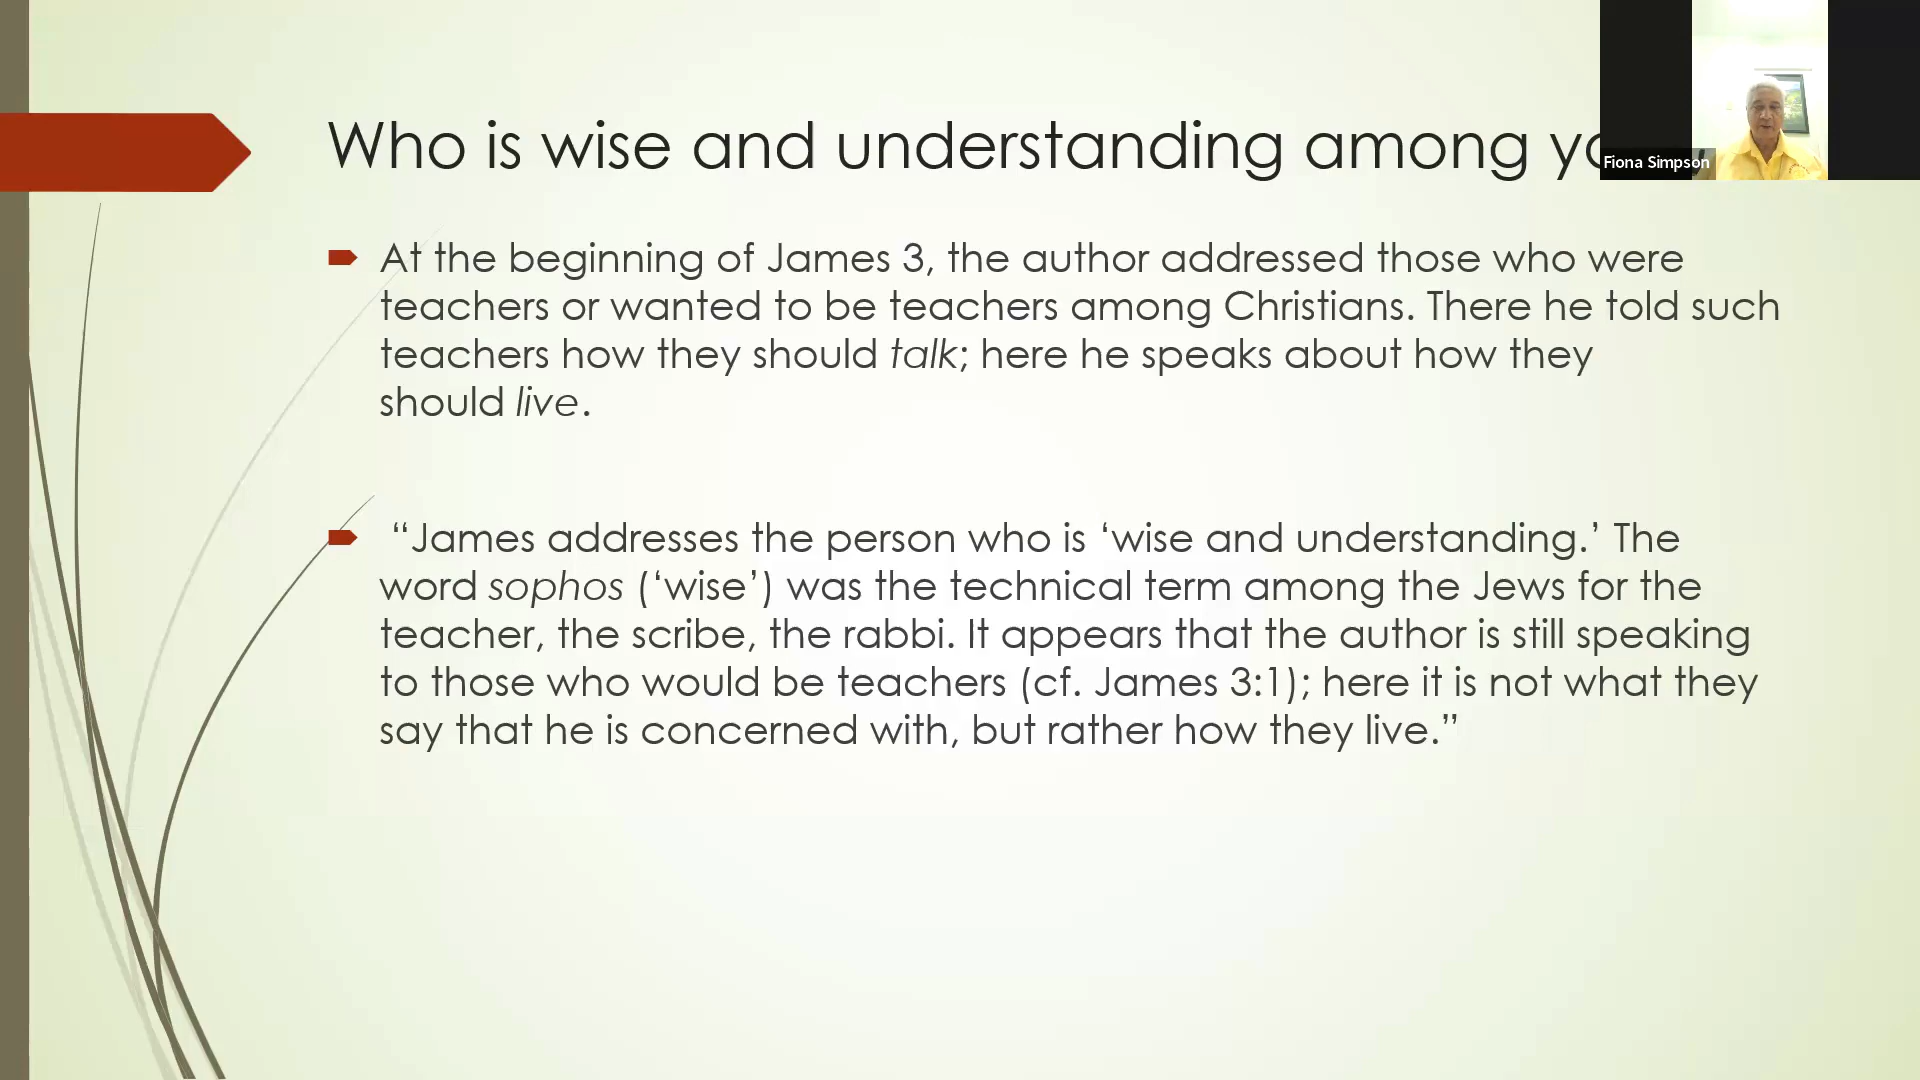 Who is wise and understanding among
Fiona Simpson
At the beginning of James 3, the author addressed those who were
teachers or wanted to be teachers among Christians. There he told such
teachers how they should talk; here he speaks about how they
should live.
“James addresses the person who is ‘wise and understanding.’ The
word sophos (‘wise’) was the technical term among the Jews for the
teacher, the scribe, the rabbi. It appears that the author is still speaking
to those who would be teachers (cf. James 3:1); here it is not what they
say that he is concerned with, but rather how they live.”